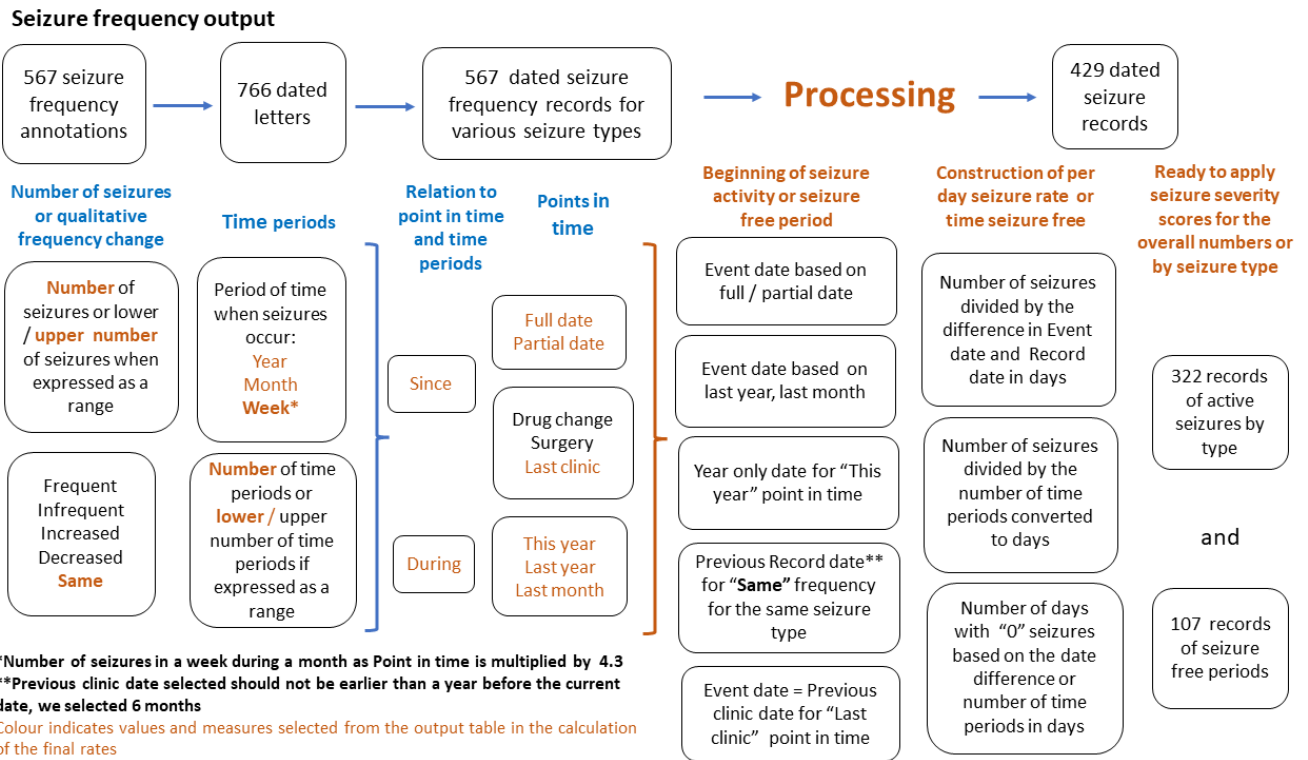 Seizure frequency output
567 seizure
frequency
annotations
766 dated
letters
567 dated seizure
frequency records for
various seizure types
Processing
429 dated
seizure
records
Number of seizures
or qualitative
frequency change
Time periods
Relation to
point in time
and time
periods
Points in
time
Beginning of seizure
activity or seizure
free period
Construction of per
day seizure rate or
time seizure free
Ready to apply
seizure severity
scores for the
overall numbers or
by seizure type
Number of
seizures or lower
/ upper number
of seizures when
expressed as a
range
Frequent
Infrequent
Increased
Decreased
Same
Period of time
when seizures
occur:
Year
Month
Week*
Number of time
periods or
lower / upper
number of time
periods if
expressed as a
range
Since
During
Full date
Partial date
Drug change
Surgery
Last clinic
This year
Last year
Last month
Event date based on
full / partial date
Event date based on
last year, last month
Year only date for “This
year” point in time
Previous Record date**
for “Same” frequency
for the same seizure
type
Event date = Previous
clinic date for “Last
clinic” point in time
Number of seizures
divided by the
difference in Event
date and Record
date in days
Number of seizures
divided by the
number of time
periods converted
to days
Number of days
with “0” seizures
based on the date
difference or
number of time
periods in days
322 records
of active
seizures by
type
and
107 records
of seizure
free periods
*Number of seizures in a week during a month as Point in time is multiplied by 4.3
**Previous clinic date selected should not be earlier than a year before the current
date, we selected 6 months
Colour indicates values and measures selected from the output table in the calculation
of the final rates